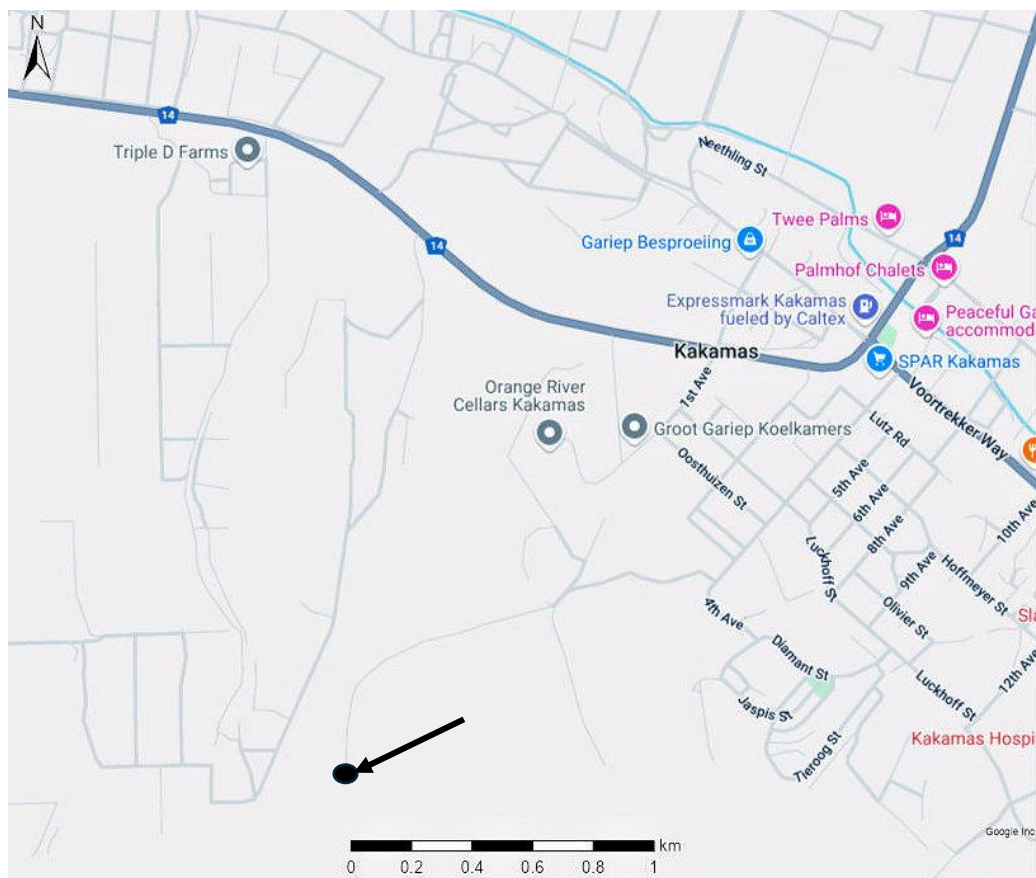 N
14
Triple D Farms
14
Neethling St
Twee Palms
14
Gariep Besproeiing
Palmhof Chalets
Expressmark Kakamas
fueled by Caltex
Peaceful Ga
accommoda
Kakamas
SPAR Kakamas
Voortrekker Way
Orange River
Cellars Kakamas
1st Ave
Groot Gariep Koelkamers
Lutz Rd
Oosthuizen St
5th Ave
6th Ave
8th Ave
10th Ave
Luckhoff St
9th Ave
Hoffmeyer St
4th Ave
Olivier St
Sla
Diamant St
12th Ave
Luckhoff St
Jaspis St
Tieroog St
Kakamas Hospi
Google Inc
km
0 0.2 0.4 0.6 0.8 1